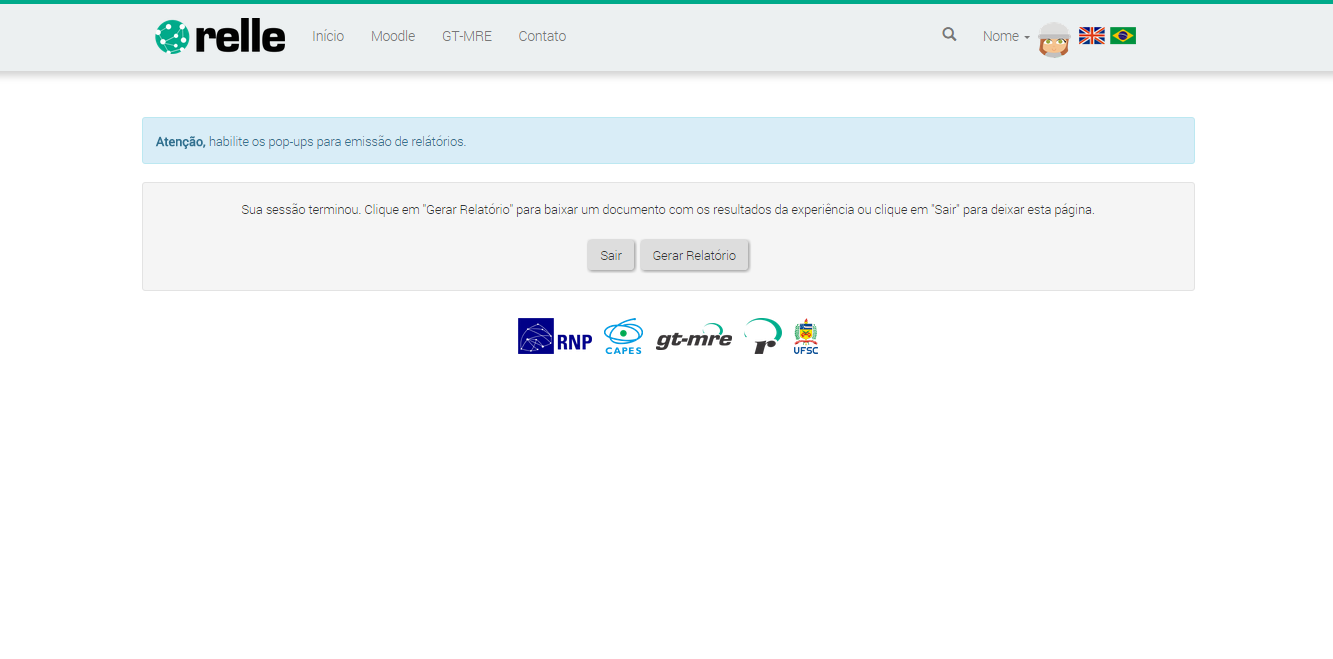 relle Início Moodle GT-MRE Contato Nome
Atenção, habilite os pop-ups para emissão de relátórios.
Sua sessão terminou. Clique em "Gerar Relatório" para baixar um documento com os resultados da experiência ou clique em "Sair" para deixar esta página.
Sair Gerar Relatório
RNP CAPES gt-mre r UFSC